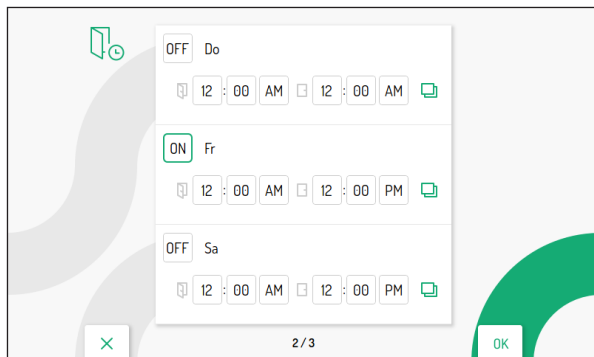 OFF Do
12 : 00 AM 12 : 00 AM
ON Fr
12 : 00 AM 12 : 00 PM
OFF Sa
12 : 00 AM 12 : 00 PM
2/3
OK